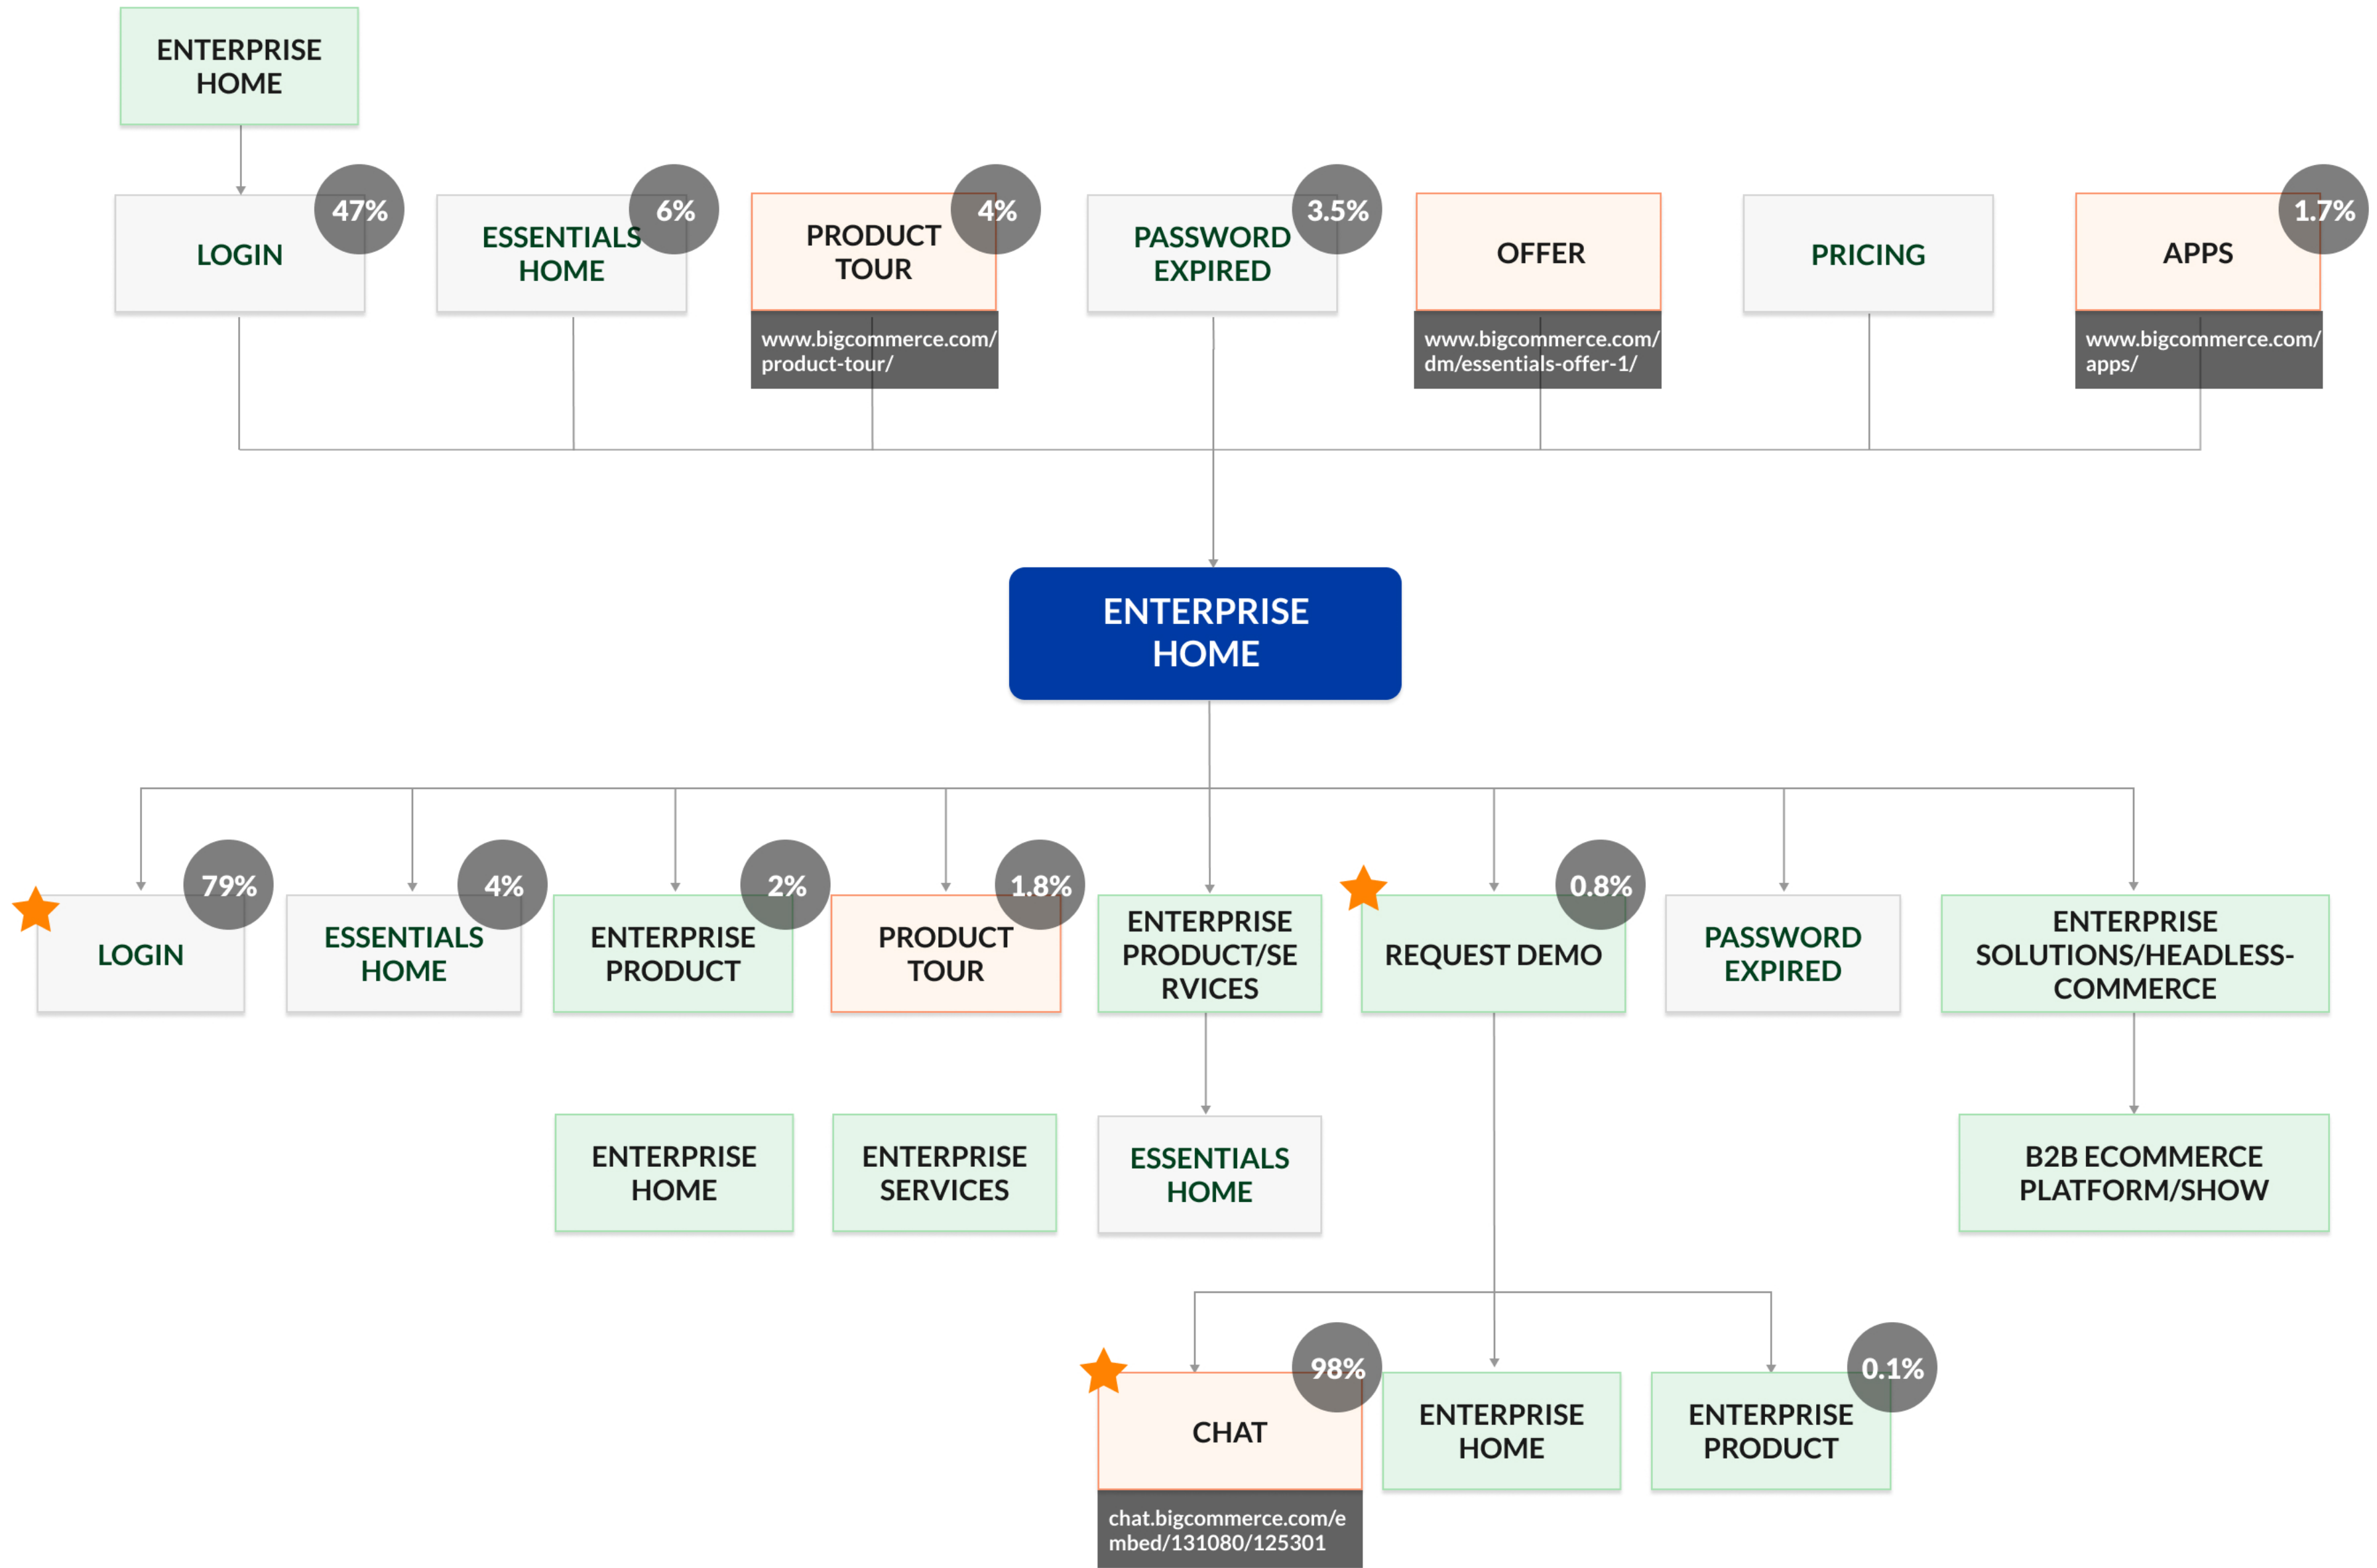 ENTERPRISE
HOME
47%
LOGIN
6%
ESSENTIALS
HOME
4%
PRODUCT
TOUR
www.bigcommerce.com/
product-tour/
3.5%
PASSWORD
EXPIRED
OFFER
www.bigcommerce.com/
dm/essentials-offer-1/
PRICING
1.7%
APPS
www.bigcommerce.com/
apps/
ENTERPRISE
HOME
79%
LOGIN
4%
ESSENTIALS
HOME
2%
ENTERPRISE
PRODUCT
1.8%
PRODUCT
TOUR
ENTERPRISE
PRODUCT/SE
RVICES
0.8%
REQUEST DEMO
PASSWORD
EXPIRED
ENTERPRISE
SOLUTIONS/HEADLESS-
COMMERCE
ENTERPRISE
HOME
ENTERPRISE
SERVICES
ESSENTIALS
HOME
B2B ECOMMERCE
PLATFORM/SHOW
98%
CHAT
chat.bigcommerce.com/e
mbed/131080/125301
ENTERPRISE
HOME
0.1%
ENTERPRISE
PRODUCT